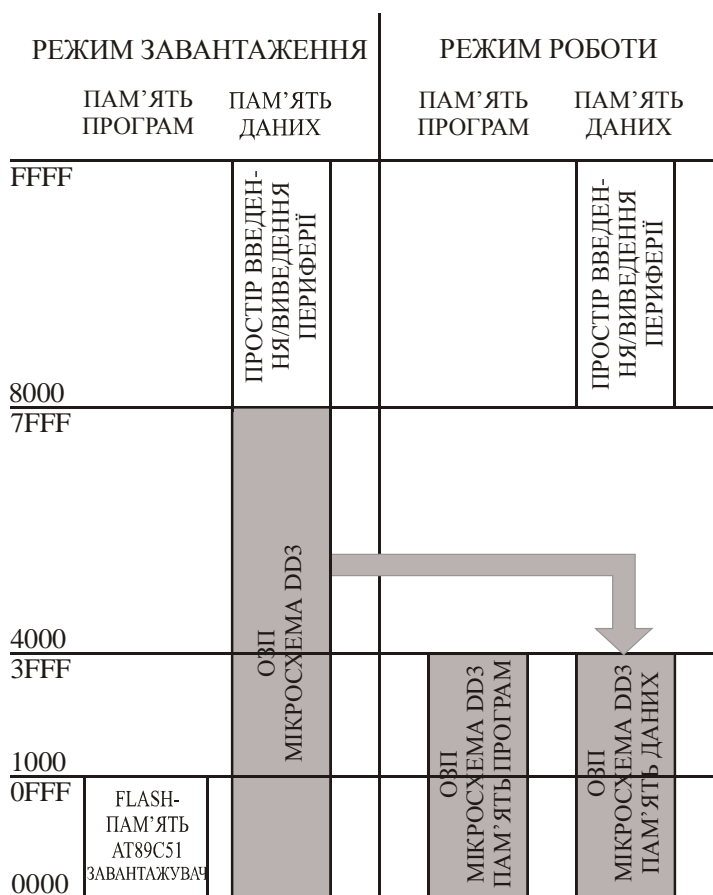 РЕЖИМ ЗАВАНТАЖЕННЯ
РЕЖИМ РОБОТИ
ПАМ’ЯТЬ
ПРОГРАМ
ПАМ’ЯТЬ
ДАНИХ
ПАМ’ЯТЬ
ПРОГРАМ
ПАМ’ЯТЬ
ДАНИХ
FFFF
ПРОСТІР ВВЕДЕН-
НЯ/ВИВЕДЕННЯ
ПЕРИФЕРІЇ
ПРОСТІР ВВЕДЕН-
НЯ/ВИВЕДЕННЯ
ПЕРИФЕРІЇ
8000
7FFF
ОЗП
МІКРОСХЕМА DD3
4000
3FFF
ОЗП
МІКРОСХЕМА DD3
ПАМ’ЯТЬ ПРОГРАМ
ОЗП
МІКРОСХЕМА DD3
ПАМ’ЯТЬ ДАНИХ
1000
0FFF
FLASH-
ПАМ’ЯТЬ
AT89C51
ЗАВАНТАЖУВАЧ
0000